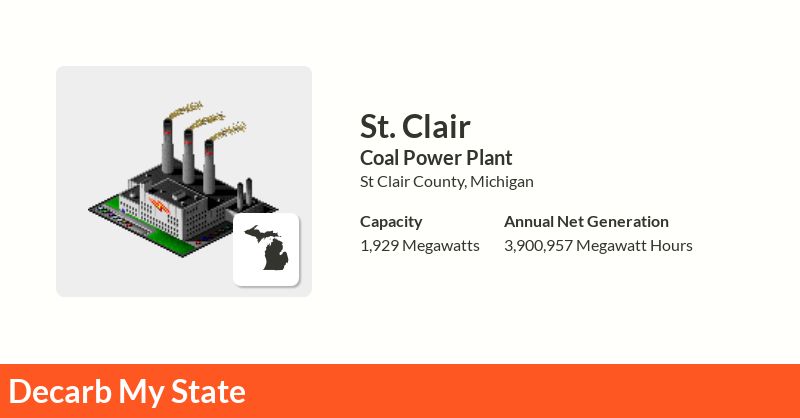 St. Clair
Coal Power Plant
St Clair County, Michigan
Capacity
Annual Net Generation
1,929 Megawatts
3,900,957 Megawatt Hours
Decarb My State